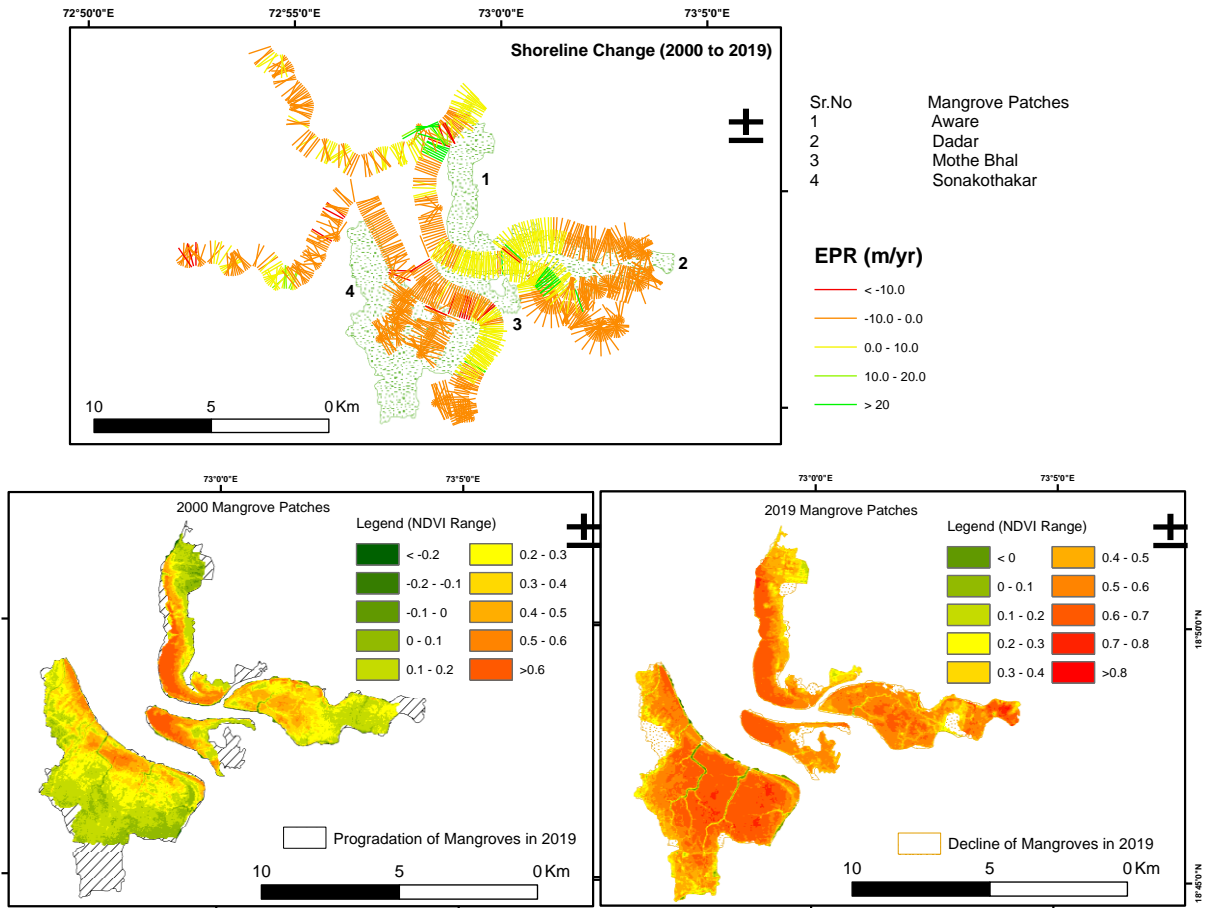 72°50'0"E 72°55'0"E 73°0'0"E 73°5'0"E
Shoreline Change (2000 to 2019)
1
2
3
4
10 5 0 Km
Sr.No Mangrove Patches
1 Aware
2 Dadar
3 Mothe Bhal
4 Sonakothakar
EPR (m/yr)
< -10.0
-10.0 - 0.0
0.0 - 10.0
10.0 - 20.0
> 20
73°0'0"E 73°5'0"E
2000 Mangrove Patches
Legend (NDVI Range)
< -0.2 0.2 - 0.3
-0.2 - -0.1 0.3 - 0.4
-0.1 - 0 0.4 - 0.5
0 - 0.1 0.5 - 0.6
0.1 - 0.2 >0.6
Progradation of Mangroves in 2019
10 5 0 Km
73°0'0"E 73°5'0"E
2019 Mangrove Patches
Legend (NDVI Range)
< 0 0.4 - 0.5
0 - 0.1 0.5 - 0.6
0.1 - 0.2 0.6 - 0.7
0.2 - 0.3 0.7 - 0.8
0.3 - 0.4 >0.8
Decline of Mangroves in 2019
10 5 0 Km
18°50'0"N
18°45'0"N